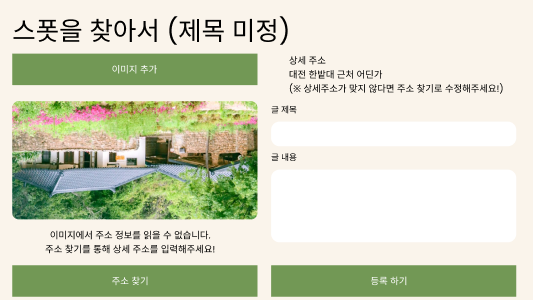 스폿을 찾아서 (제목 미정)
이미지 추가
이미지에서 주소 정보를 읽을 수 없습니다.
주소 찾기를 통해 상세 주소를 입력해주세요!
주소 찾기
상세 주소
대전 한밭대 근처 어딘가
(※ 상세주소가 맞지 않다면 주소 찾기로 수정해주세요!)
글 제목
글 내용
등록 하기